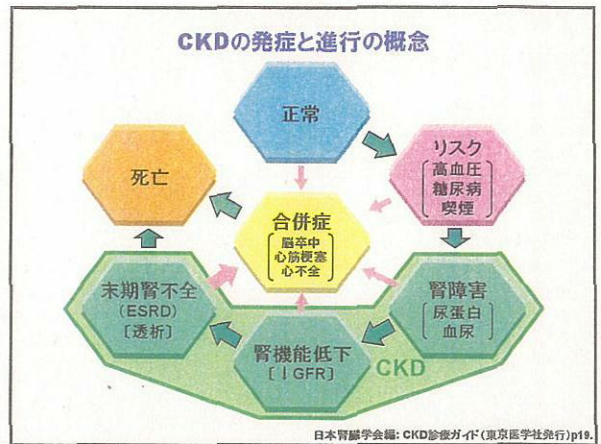 CKDの発症と進行の概念
正常
リスク
高血圧
糖尿病
喫煙
死亡
合併症
脳卒中
心筋梗塞
心不全
末期腎不全
(ESRD)
[透析]
腎機能低下
[↓GFR]
腎障害
尿蛋白
血尿
CKD
日本腎臓学会編: CKD診療ガイド(東京医学社発行)p19.